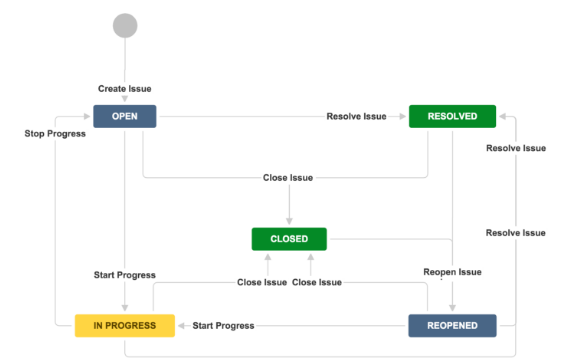 Create Issue
OPEN
Resolve Issue
RESOLVED
Stop Progress
Resolve Issue
Close Issue
Resolve Issue
CLOSED
Start Progress
Reopen Issue
Close Issue
Close Issue
IN PROGRESS
Start Progress
REOPENED